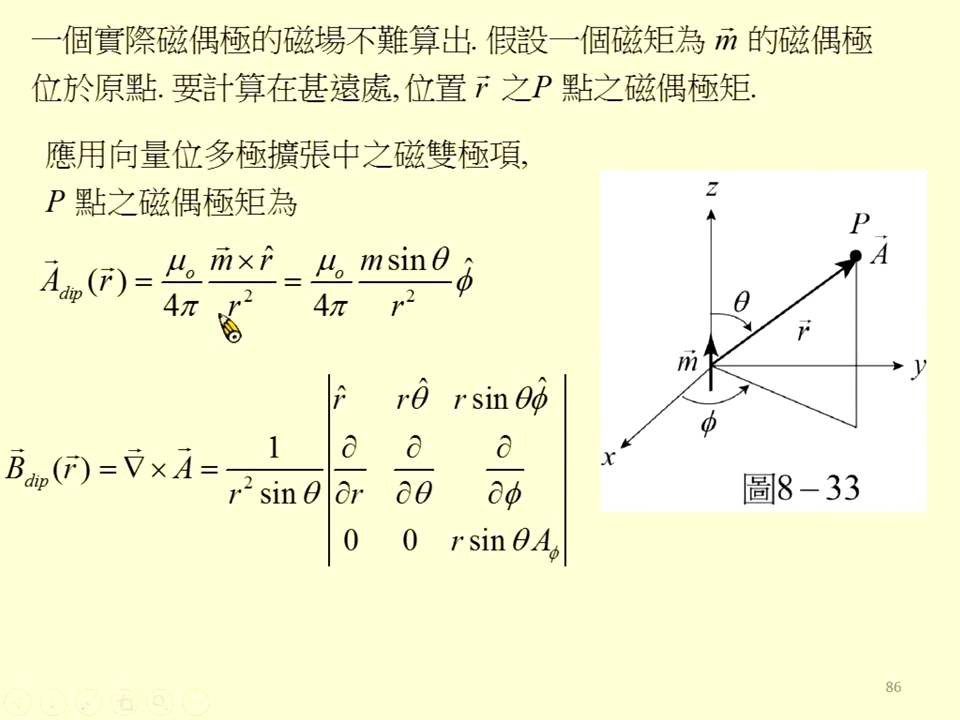 一個實際磁偶極的磁場不難算出. 假設一個磁矩為 m⃗ 的磁偶極
位於原點. 要計算在甚遠處, 位置 r⃗ 之P 點之磁偶極矩.
應用向量位多極擴張中之磁雙極項,
P 點之磁偶極矩為
A⃗_dip (r⃗) = μ_o/4π m⃗ × r̂/r² = μ_o/4π m sin θ/r² φ̂
B⃗_dip (r⃗) = ∇⃗ × A⃗ = 1/r² sin θ | r̂ rθ̂ r sin θφ̂ |
| ∂/∂r ∂/∂θ ∂/∂φ |
| 0 0 r sin θ A_φ |
z
P
A⃗
θ
r⃗
m⃗
y
φ
x
圖8 – 33
86